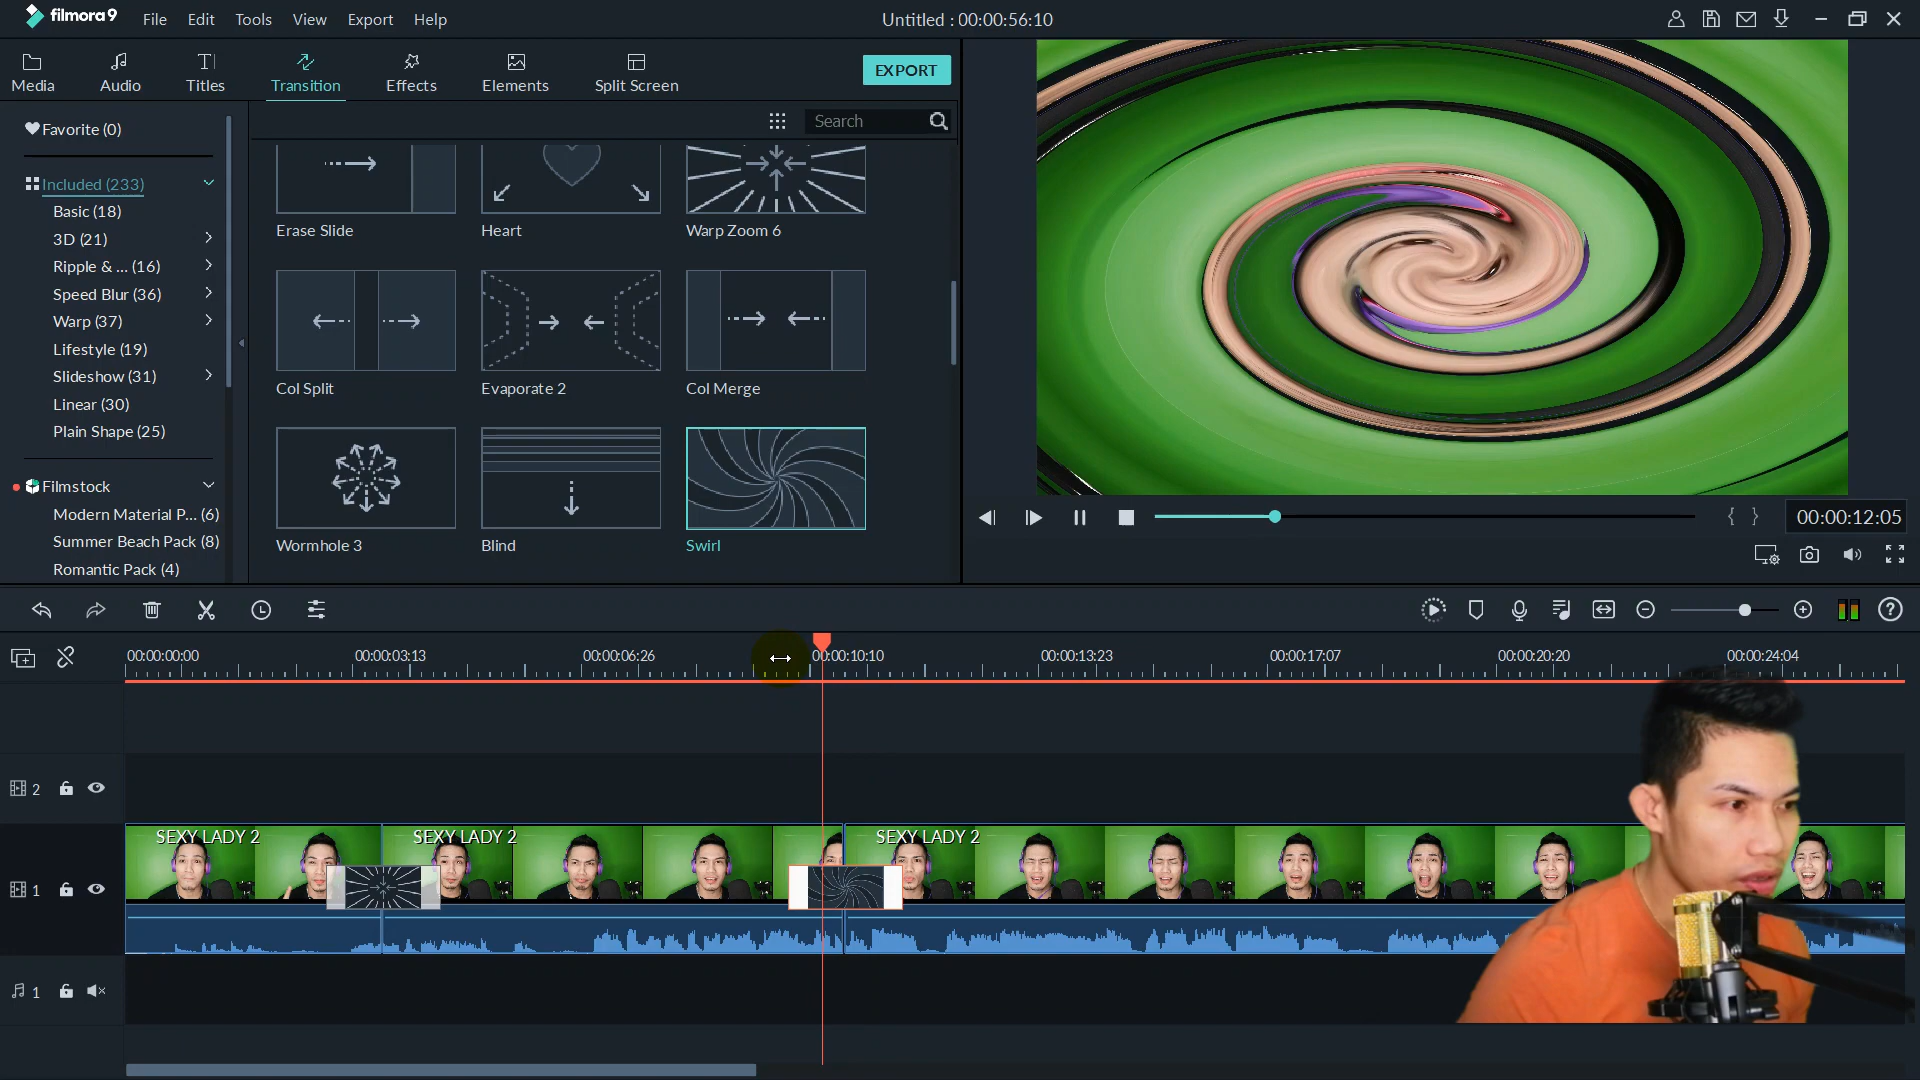 filmora9 File Edit Tools View Export Help Untitled : 00:00:56:10
Media Audio Titles Transition Effects Elements Split Screen EXPORT
Favorite (0)
Search
Included (233)
Basic (18)
3D (21)
Ripple & ... (16)
Speed Blur (36)
Warp (37)
Lifestyle (19)
Slideshow (31)
Linear (30)
Plain Shape (25)
Filmstock
Modern Material P... (6)
Summer Beach Pack (8)
Romantic Pack (4)
Erase Slide Heart Warp Zoom 6
Col Split Evaporate 2 Col Merge
Wormhole 3 Blind Swirl
00:00:12:05
00:00:00:00 00:00:03:13 00:00:06:26 00:00:10:10 00:00:13:23 00:00:17:07 00:00:20:20 00:00:24:04
2
SEXY LADY 2 SEXY LADY 2 SEXY LADY 2
1
1